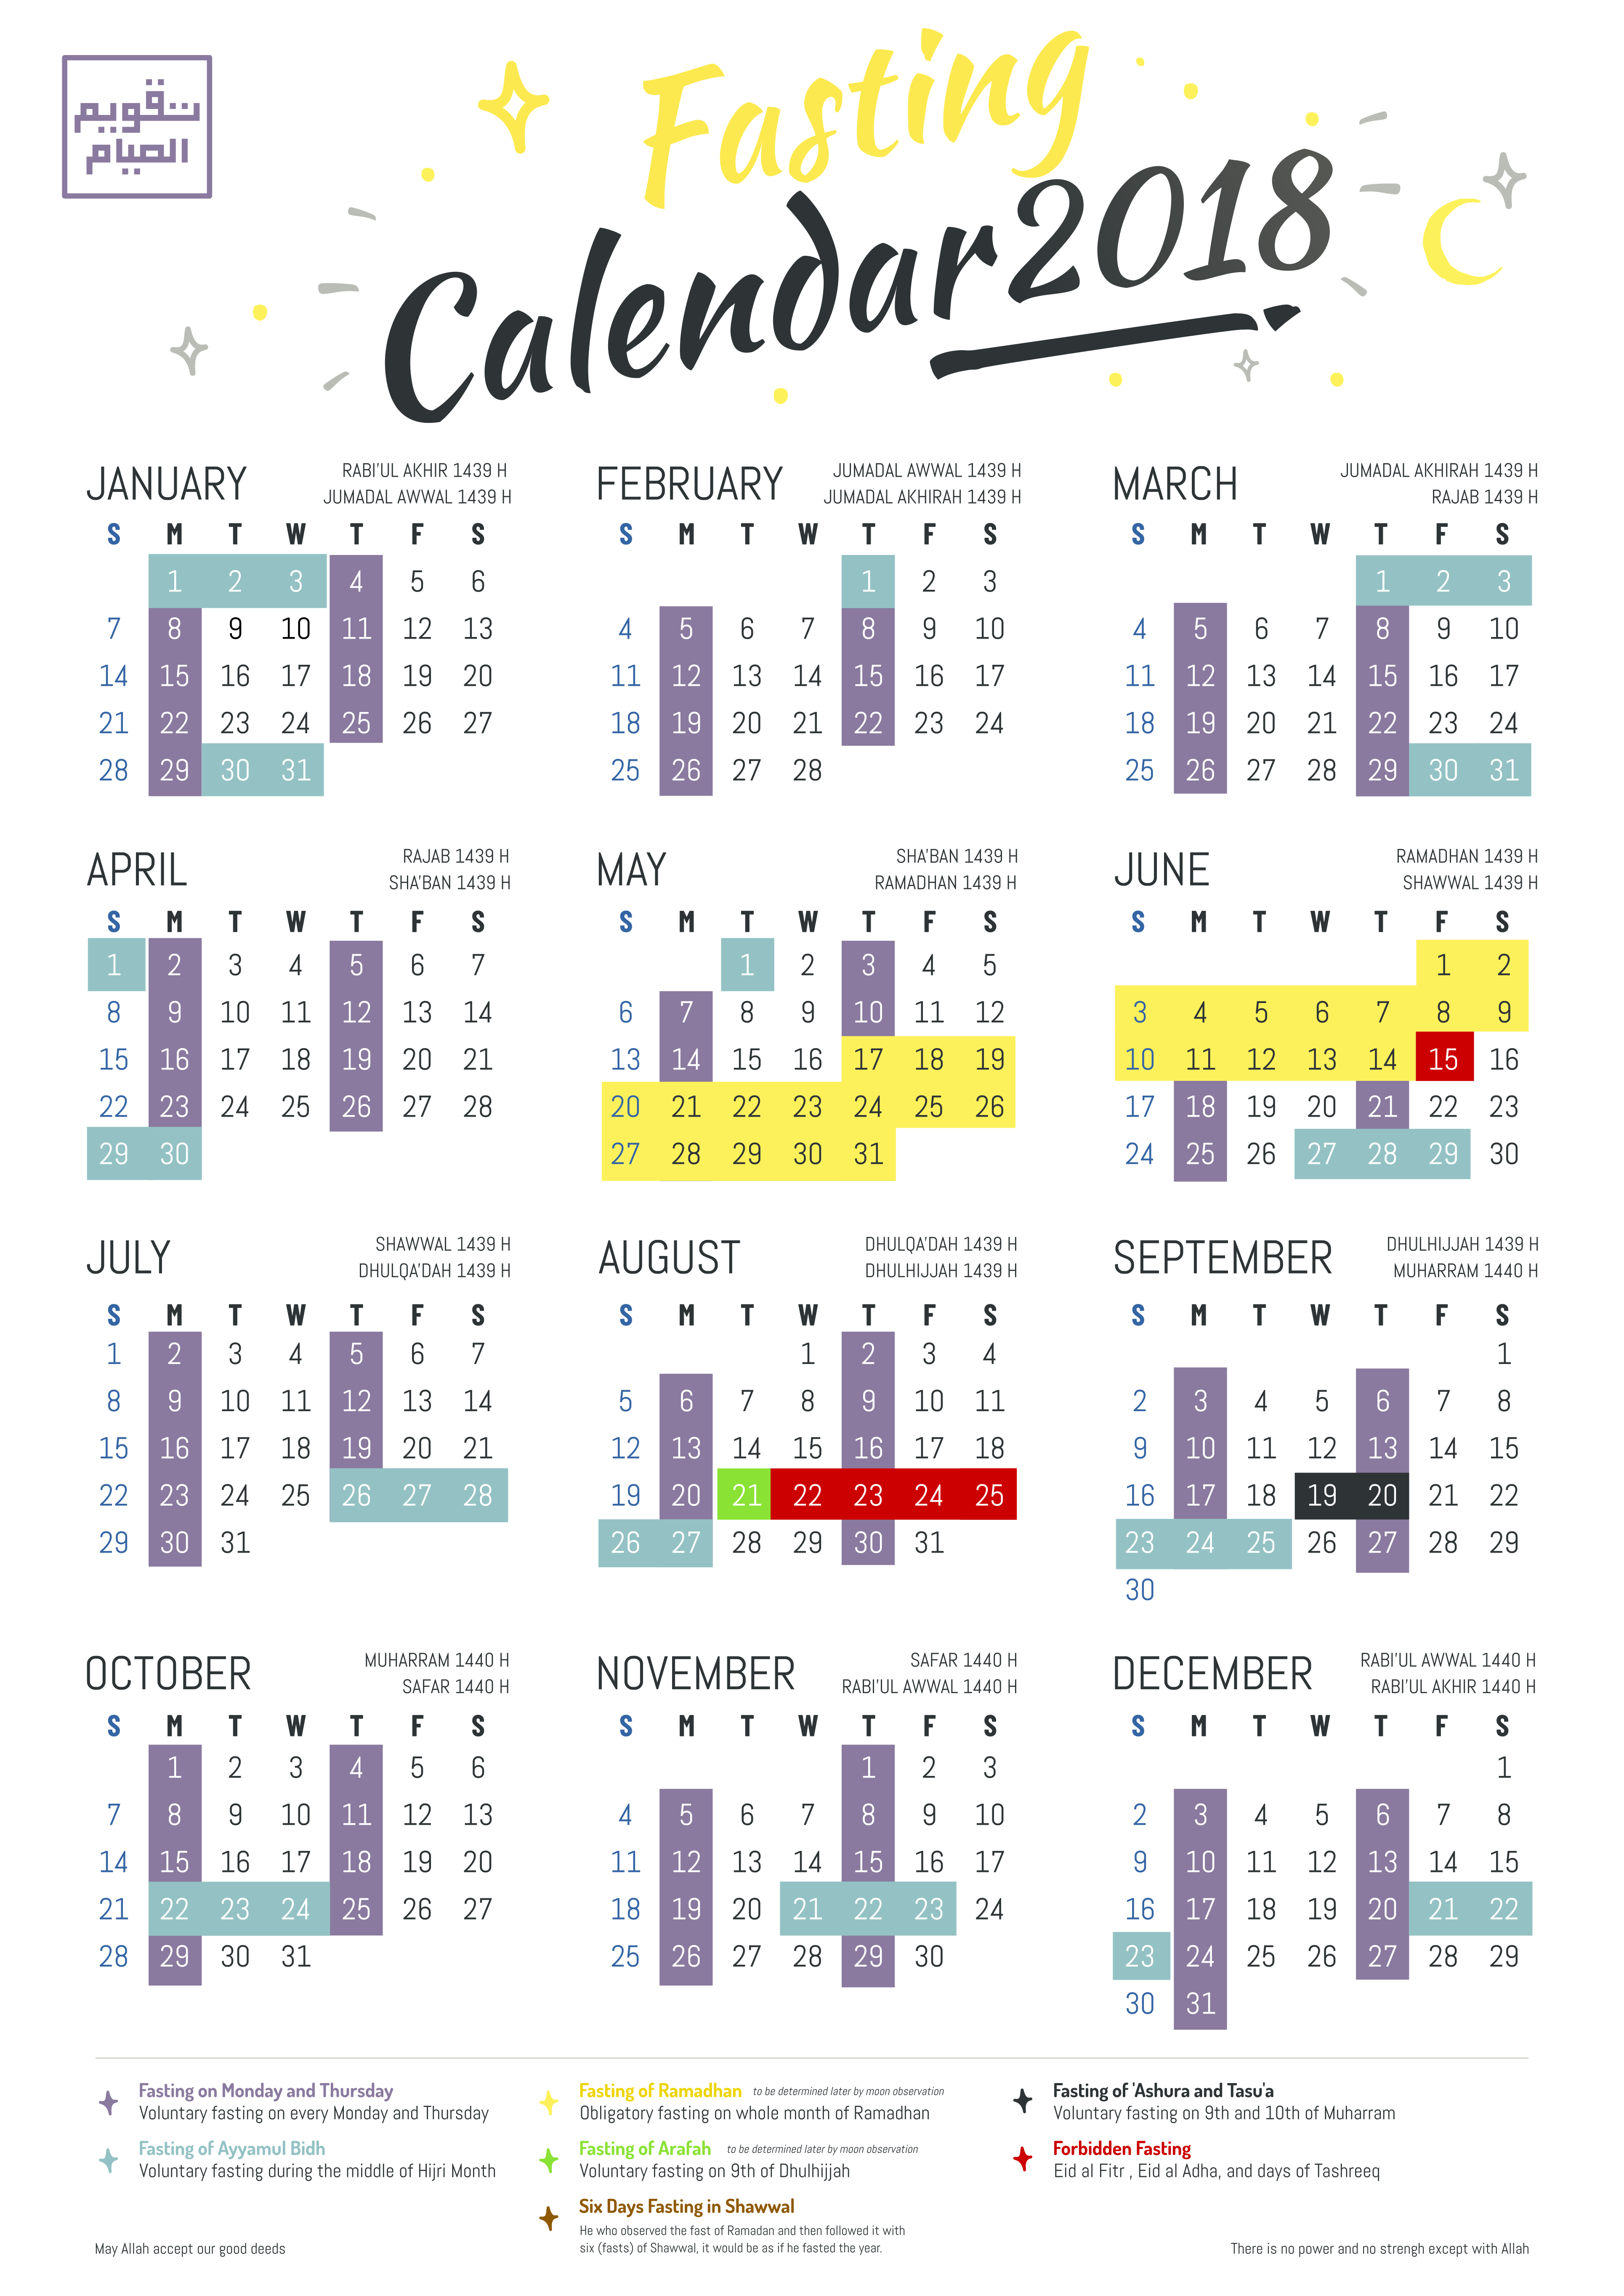 تقويم
الصيام
Fasting
Calendar 2018
JANUARY
RABI'UL AKHIR 1439 H
JUMADAL AWWAL 1439 H
S M T W T F S
1 2 3 4 5 6
7 8 9 10 11 12 13
14 15 16 17 18 19 20
21 22 23 24 25 26 27
28 29 30 31
FEBRUARY
JUMADAL AWWAL 1439 H
JUMADAL AKHIRAH 1439 H
S M T W T F S
1 2 3
4 5 6 7 8 9 10
11 12 13 14 15 16 17
18 19 20 21 22 23 24
25 26 27 28
MARCH
JUMADAL AKHIRAH 1439 H
RAJAB 1439 H
S M T W T F S
1 2 3
4 5 6 7 8 9 10
11 12 13 14 15 16 17
18 19 20 21 22 23 24
25 26 27 28 29 30 31
APRIL
RAJAB 1439 H
SHA'BAN 1439 H
S M T W T F S
1 2 3 4 5 6 7
8 9 10 11 12 13 14
15 16 17 18 19 20 21
22 23 24 25 26 27 28
29 30
MAY
SHA'BAN 1439 H
RAMADHAN 1439 H
S M T W T F S
1 2 3 4 5
6 7 8 9 10 11 12
13 14 15 16 17 18 19
20 21 22 23 24 25 26
27 28 29 30 31
JUNE
RAMADHAN 1439 H
SHAWWAL 1439 H
S M T W T F S
1 2
3 4 5 6 7 8 9
10 11 12 13 14 15 16
17 18 19 20 21 22 23
24 25 26 27 28 29 30
JULY
SHAWWAL 1439 H
DHULQA'DAH 1439 H
S M T W T F S
1 2 3 4 5 6 7
8 9 10 11 12 13 14
15 16 17 18 19 20 21
22 23 24 25 26 27 28
29 30 31
AUGUST
DHULQA'DAH 1439 H
DHULHIJJAH 1439 H
S M T W T F S
1 2 3 4
5 6 7 8 9 10 11
12 13 14 15 16 17 18
19 20 21 22 23 24 25
26 27 28 29 30 31
SEPTEMBER
DHULHIJJAH 1439 H
MUHARRAM 1440 H
S M T W T F S
1
2 3 4 5 6 7 8
9 10 11 12 13 14 15
16 17 18 19 20 21 22
23 24 25 26 27 28 29
30
OCTOBER
MUHARRAM 1440 H
SAFAR 1440 H
S M T W T F S
1 2 3 4 5 6
7 8 9 10 11 12 13
14 15 16 17 18 19 20
21 22 23 24 25 26 27
28 29 30 31
NOVEMBER
SAFAR 1440 H
RABI'UL AWWAL 1440 H
S M T W T F S
1 2 3
4 5 6 7 8 9 10
11 12 13 14 15 16 17
18 19 20 21 22 23 24
25 26 27 28 29 30
DECEMBER
RABI'UL AWWAL 1440 H
RABI'UL AKHIR 1440 H
S M T W T F S
1
2 3 4 5 6 7 8
9 10 11 12 13 14 15
16 17 18 19 20 21 22
23 24 25 26 27 28 29
30 31
Fasting on Monday and Thursday
Voluntary fasting on every Monday and Thursday
Fasting of Ayyamul Bidh
Voluntary fasting during the middle of Hijri Month
Fasting of Ramadhan to be determined later by moon observation
Obligatory fasting on whole month of Ramadhan
Fasting of Arafah to be determined later by moon observation
Voluntary fasting on 9th of Dhulhijjah
Six Days Fasting in Shawwal
He who observed the fast of Ramadan and then followed it with
six (fasts) of Shawwal, it would be as if he fasted the year.
Fasting of 'Ashura and Tasu'a
Voluntary fasting on 9th and 10th of Muharram
Forbidden Fasting
Eid al Fitr , Eid al Adha, and days of Tashreeq
May Allah accept our good deeds
There is no power and no strengh except with Allah